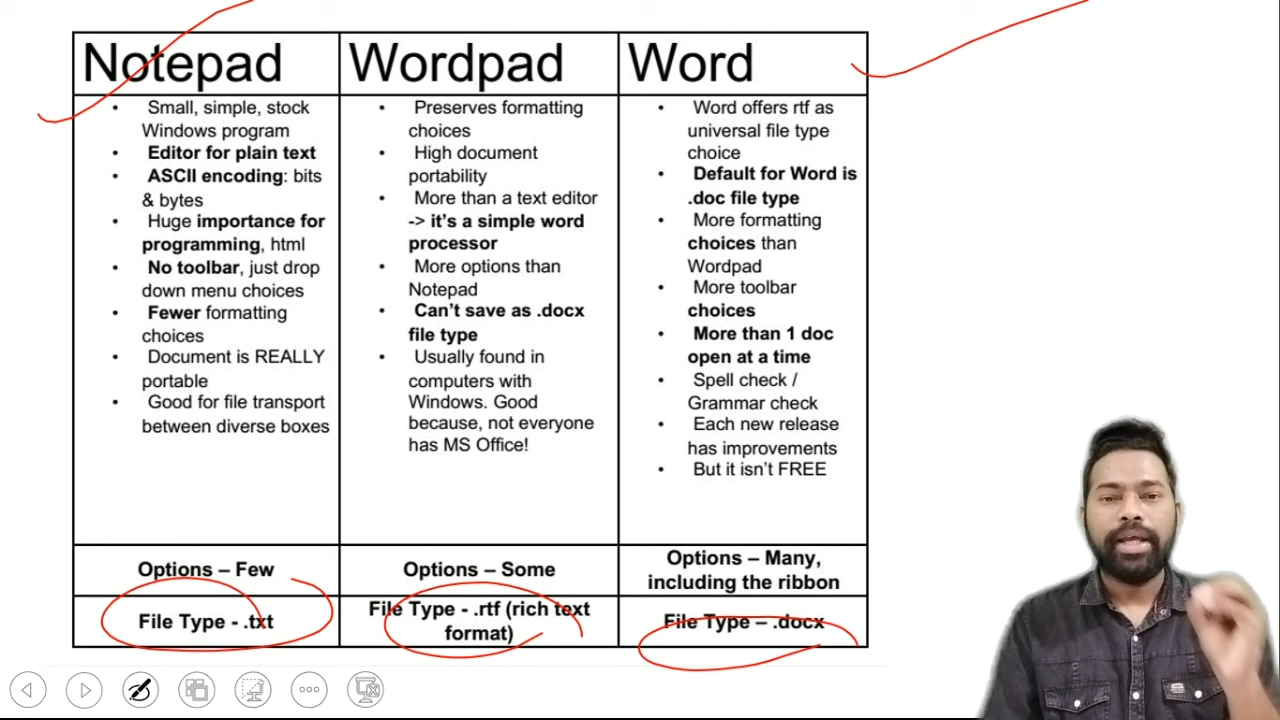 Notepad
Wordpad
Word
• Small, simple, stock
Windows program
• Editor for plain text
• ASCII encoding: bits
& bytes
• Huge importance for
programming, html
• No toolbar, just drop
down menu choices
• Fewer formatting
choices
• Document is REALLY
portable
• Good for file transport
between diverse boxes
• Preserves formatting
choices
• High document
portability
• More than a text editor
-> it's a simple word
processor
• More options than
Notepad
• Can't save as .docx
file type
• Usually found in
computers with
Windows. Good
because, not everyone
has MS Office!
• Word offers rtf as
universal file type
choice
• Default for Word is
.doc file type
• More formatting
choices than
Wordpad
• More toolbar
choices
• More than 1 doc
open at a time
• Spell check /
Grammar check
• Each new release
has improvements
• But it isn't FREE
Options – Few
Options – Some
Options – Many,
including the ribbon
File Type - .txt
File Type - .rtf (rich text
format)
File Type – .docx